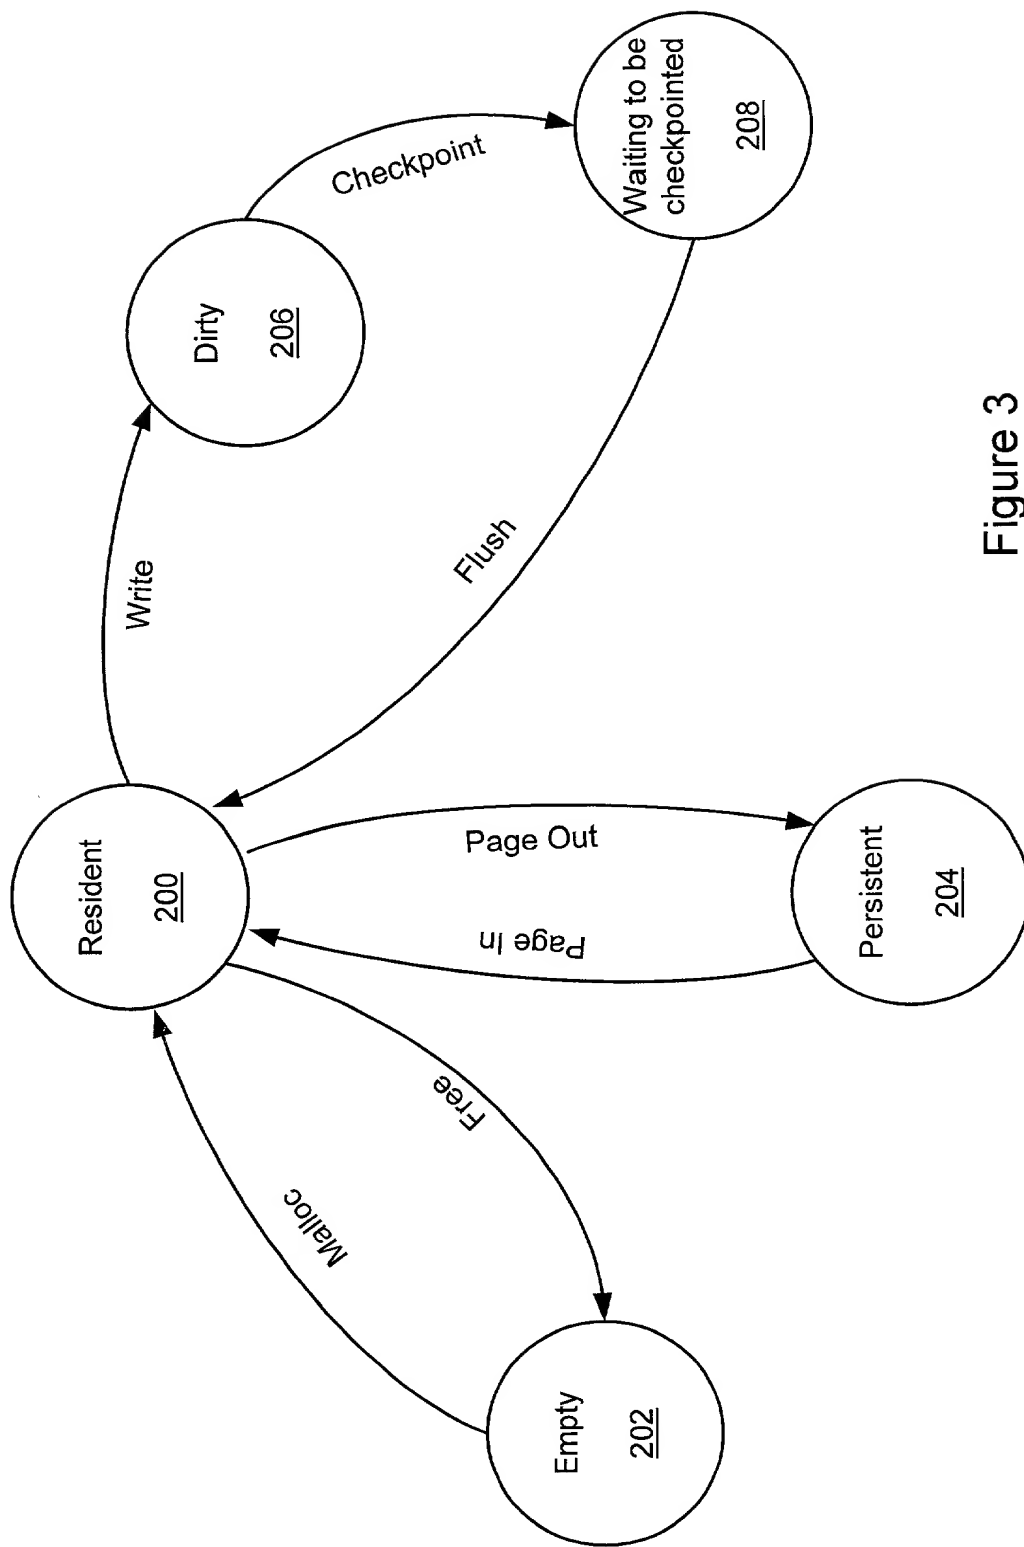 Resident
200
Write
Dirty
206
Checkpoint
Waiting to be
checkpointed
208
Flush
Page Out
Page In
Persistent
204
Free
Malloc
Empty
202
Figure 3